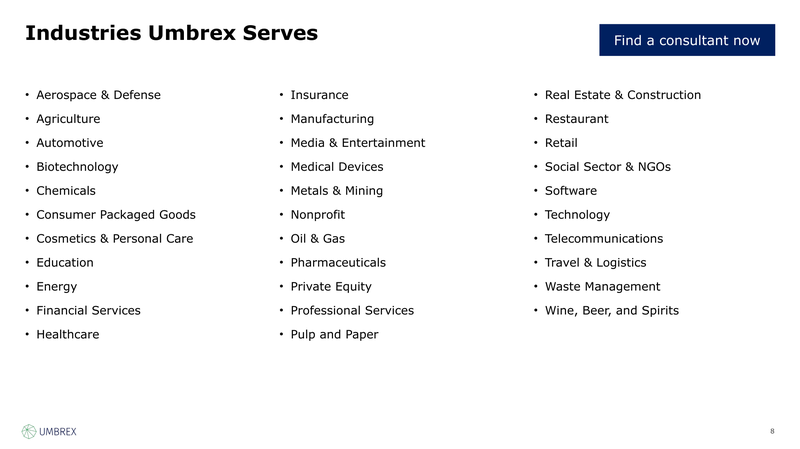 Industries Umbrex Serves
Find a consultant now
• Aerospace & Defense
• Agriculture
• Automotive
• Biotechnology
• Chemicals
• Consumer Packaged Goods
• Cosmetics & Personal Care
• Education
• Energy
• Financial Services
• Healthcare
• Insurance
• Manufacturing
• Media & Entertainment
• Medical Devices
• Metals & Mining
• Nonprofit
• Oil & Gas
• Pharmaceuticals
• Private Equity
• Professional Services
• Pulp and Paper
• Real Estate & Construction
• Restaurant
• Retail
• Social Sector & NGOs
• Software
• Technology
• Telecommunications
• Travel & Logistics
• Waste Management
• Wine, Beer, and Spirits
UMBREX
8